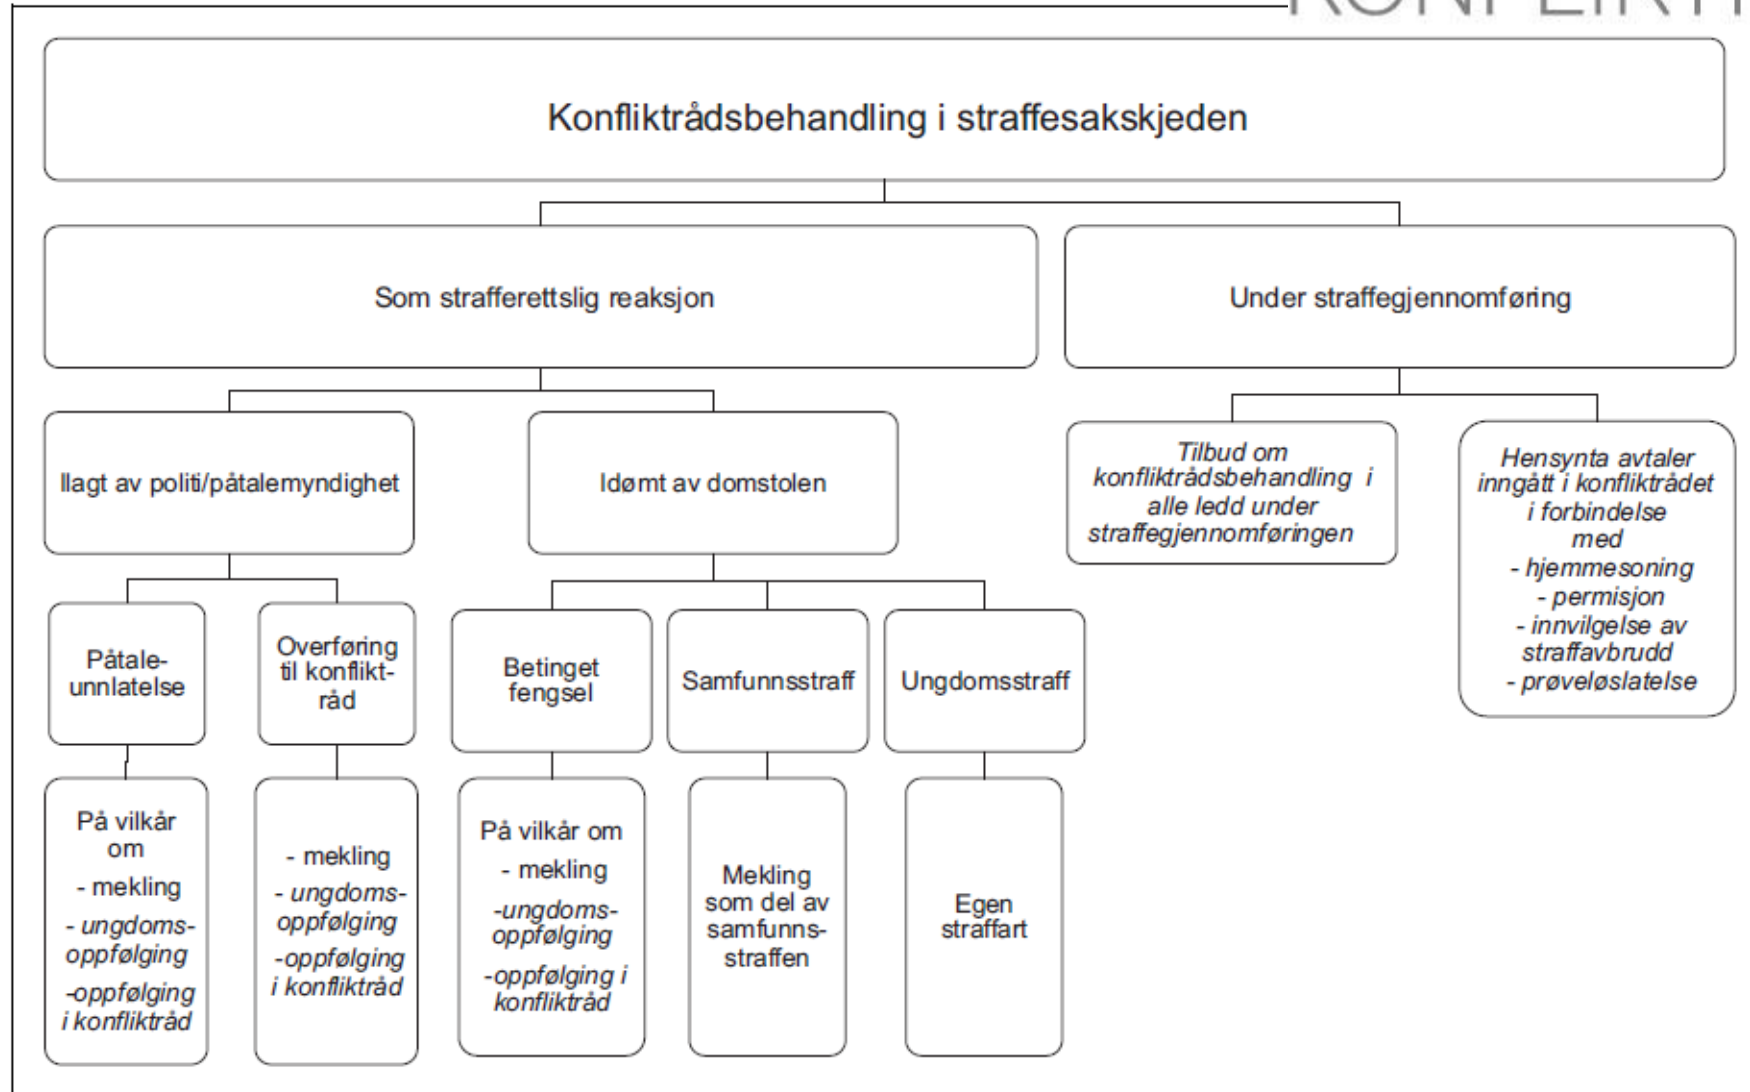 Konfliktrådsbehandling i straffesakskjeden
Som strafferettslig reaksjon
Under straffegjennomføring
Ilagt av politi/påtalemyndighet
Idømt av domstolen
Tilbud om
konfliktrådsbehandling i
alle ledd under
straffegjennomføringen
Hensynta avtaler
inngått i konfliktrådet
i forbindelse
med
- hjemmesoning
- permisjon
- innvilgelse av
straffavbrudd
- prøveløslatelse
Påtale-
unnlatelse
Overføring
til konflikt-
råd
Betinget
fengsel
Samfunnsstraff
Ungdomsstraff
På vilkår
om
- mekling
- ungdoms-
oppfølging
-oppfølging
i konfliktråd
- mekling
- ungdoms-
oppfølging
-oppfølging
i konfliktråd
På vilkår om
- mekling
-ungdoms-
oppfølging
-oppfølging i
konfliktråd
Mekling
som del av
samfunns-
straffen
Egen
straffart